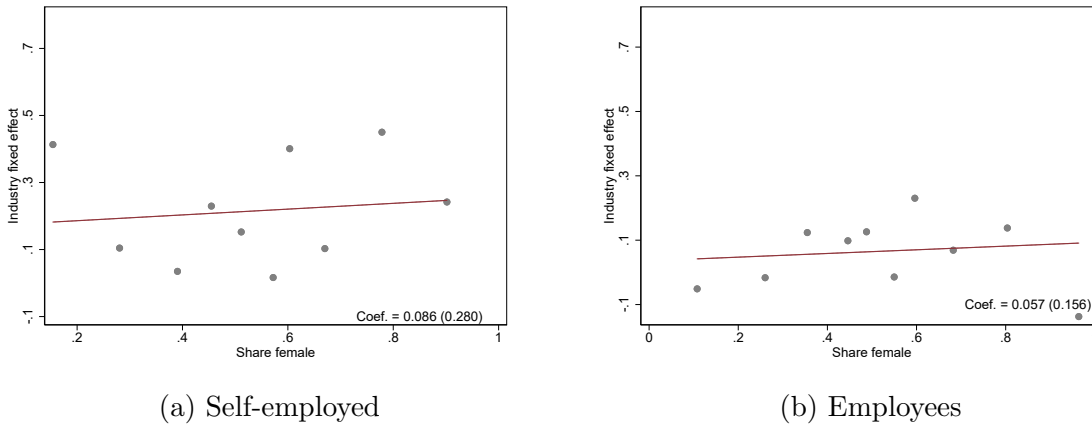 Industry fixed effect
.7
.5
.3
.1
-.1
Coef. = 0.086 (0.280)
.2
.4
.6
.8
1
Share female
(a) Self-employed
Industry fixed effect
.7
.5
.3
.1
-.1
Coef. = 0.057 (0.156)
0
.2
.4
.6
.8
1
Share female
(b) Employees